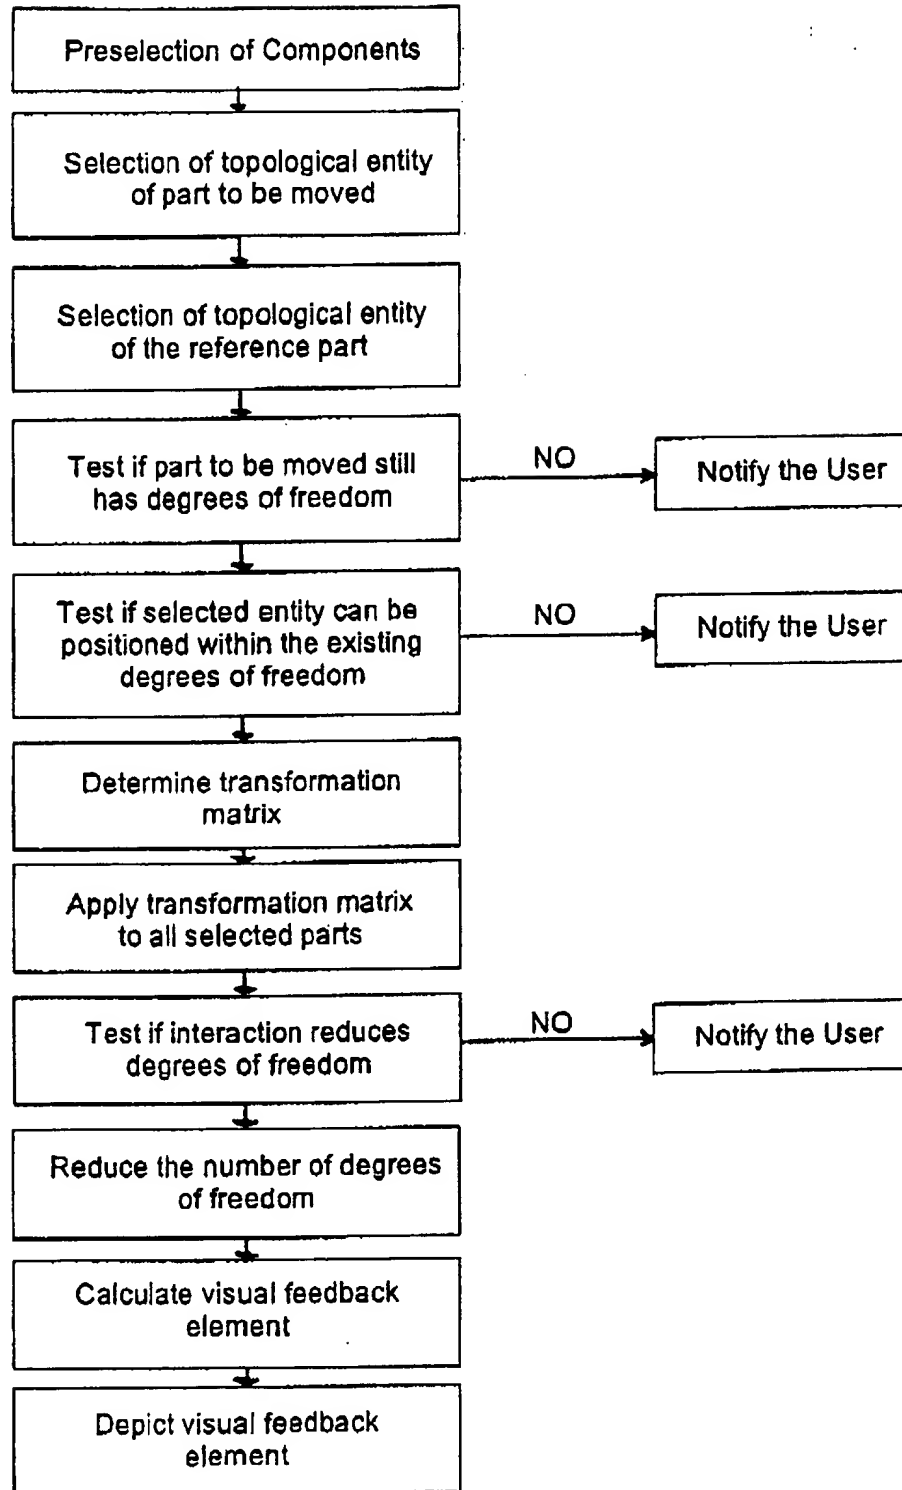 Preselection of Components
Selection of topological entity
of part to be moved
Selection of topological entity
of the reference part
Test if part to be moved still
has degrees of freedom
NO
Notify the User
Test if selected entity can be
positioned within the existing
degrees of freedom
NO
Notify the User
Determine transformation
matrix
Apply transformation matrix
to all selected parts
Test if interaction reduces
degrees of freedom
NO
Notify the User
Reduce the number of degrees
of freedom
Calculate visual feedback
element
Depict visual feedback
element